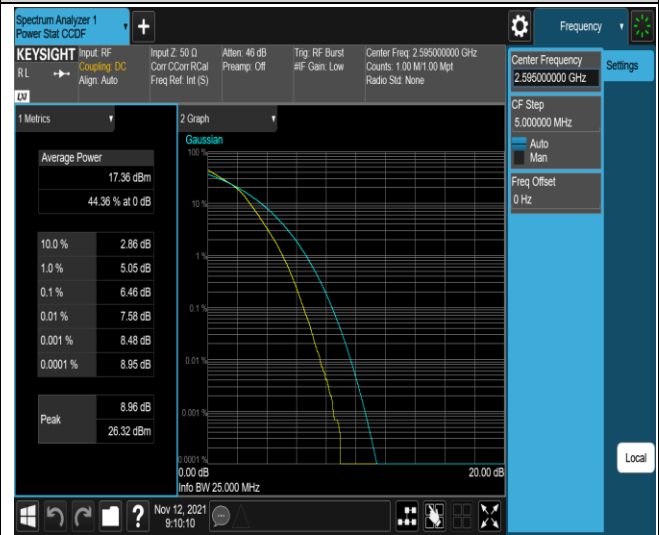 Spectrum Analyzer 1
Power Stat CCDF
+
Frequency
KEYSIGHT
RL
LXI
Input: RF
Coupling: DC
Align: Auto
Input Z: 50 Ω
Corr CCorr RCal
Freq Ref: Int (S)
Atten: 46 dB
Preamp: Off
Trig: RF Burst
#IF Gain: Low
Center Freq: 2.595000000 GHz
Counts: 1.00 M/1.00 Mpt
Radio Std: None
Center Frequency
2.595000000 GHz
Settings
CF Step
5.000000 MHz
Auto
Man
Freq Offset
0 Hz
1 Metrics
Average Power
17.36 dBm
44.36 % at 0 dB
10.0 % 2.86 dB
1.0 % 5.05 dB
0.1 % 6.46 dB
0.01 % 7.58 dB
0.001 % 8.48 dB
0.0001 % 8.95 dB
Peak
8.96 dB
26.32 dBm
2 Graph
Gaussian
100 %
10 %
1 %
0.1 %
0.01 %
0.001 %
0.0001 %
0.00 dB
20.00 dB
Info BW 25.000 MHz
Local
?
Nov 12, 2021
9:10:10